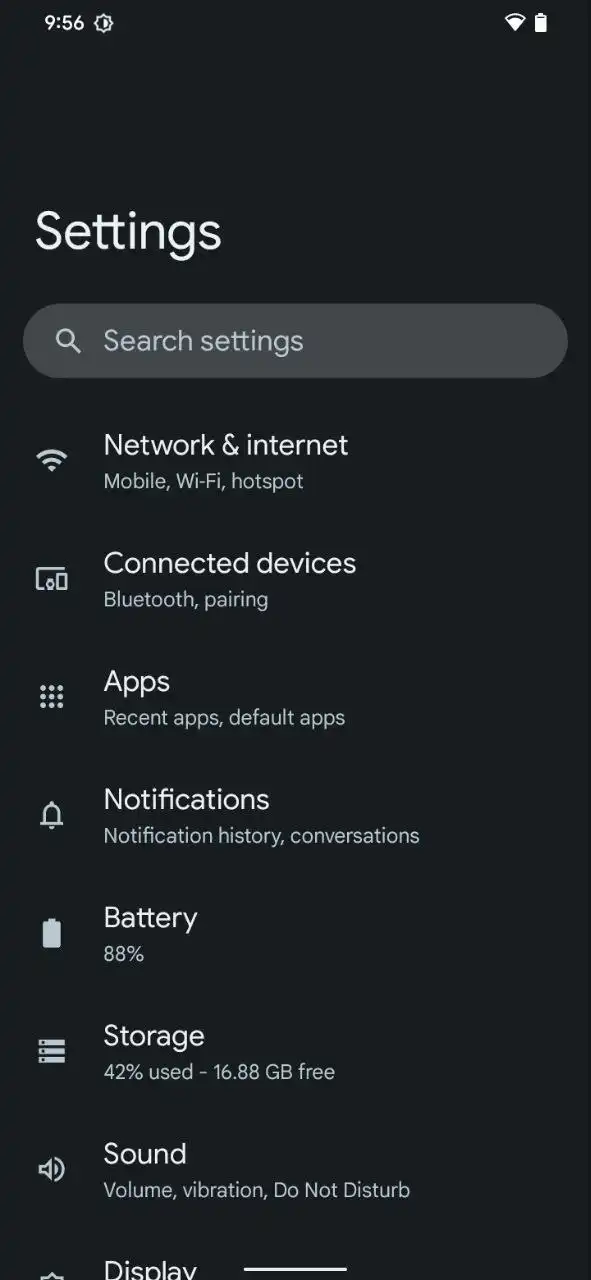 9:56
Settings
Search settings
Network & internet
Mobile, Wi-Fi, hotspot
Connected devices
Bluetooth, pairing
Apps
Recent apps, default apps
Notifications
Notification history, conversations
Battery
88%
Storage
42% used - 16.88 GB free
Sound
Volume, vibration, Do Not Disturb
Display